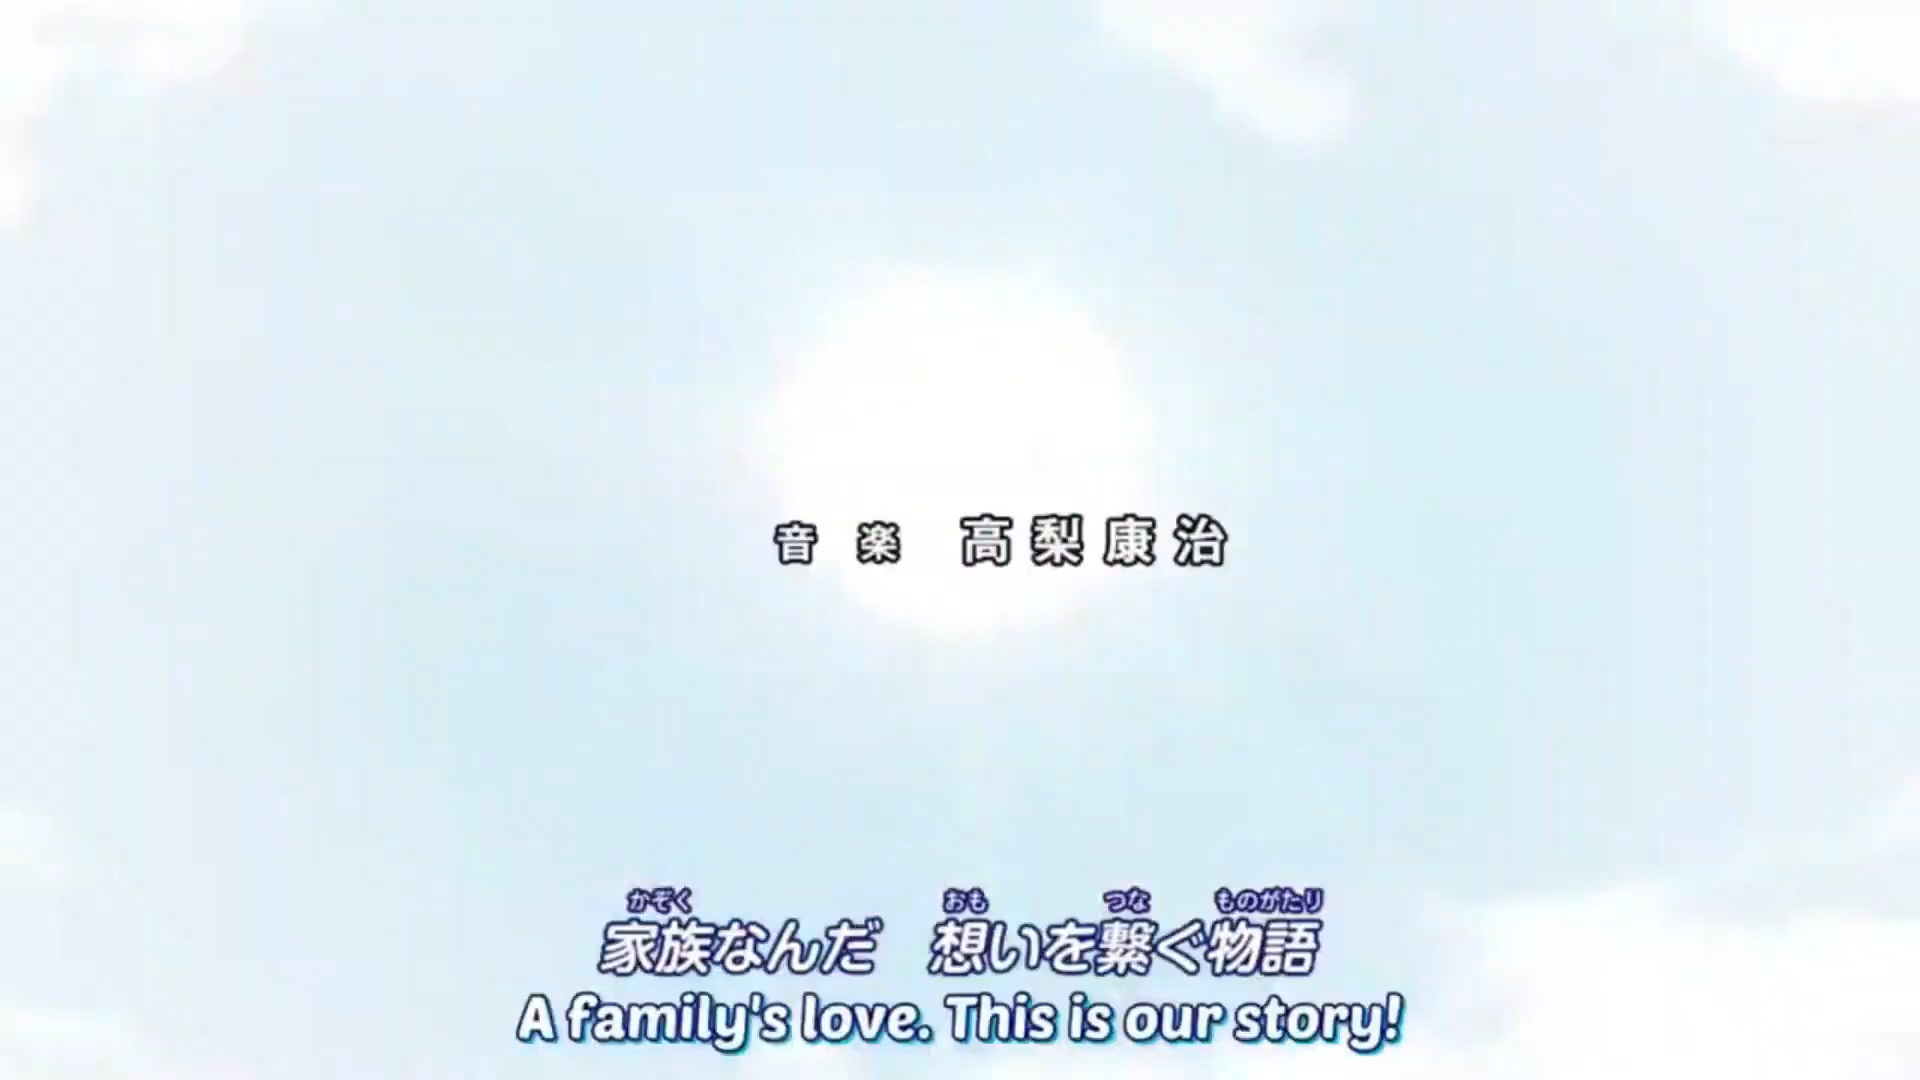 音楽 高梨康治
かぞく おも つな ものがたり
家族なんだ 想いを繋ぐ物語
A family's love. This is our story!